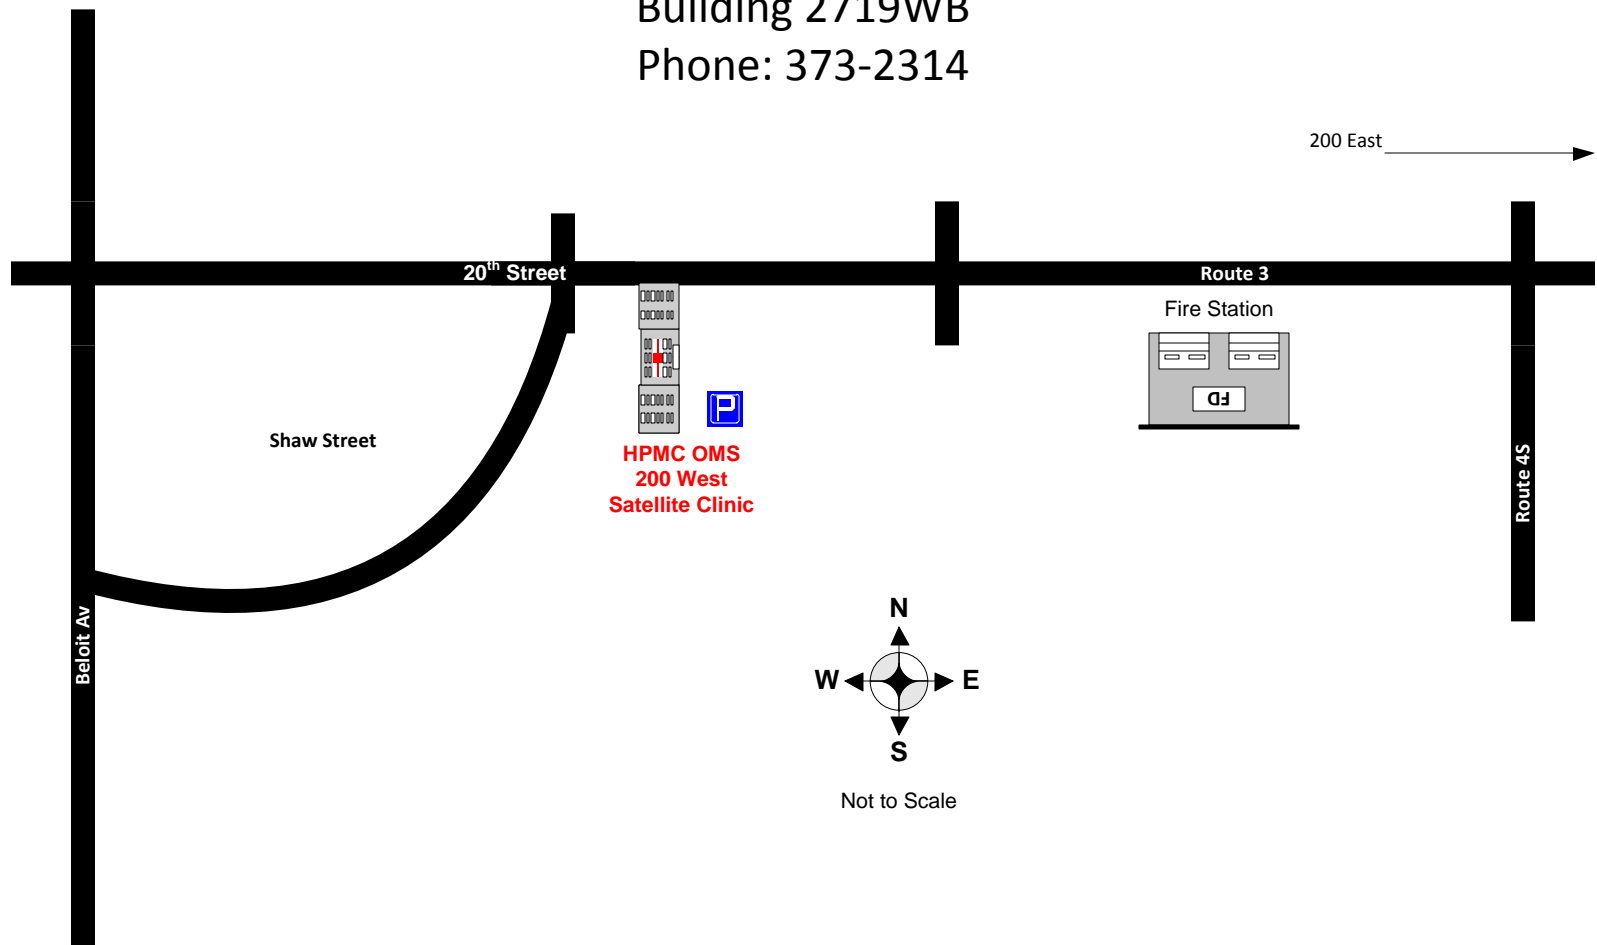 Building 2719WB
Phone: 373-2314
200 East
20th Street
Route 3
Fire Station
FD
P
Shaw Street
HPMC OMS
200 West
Satellite Clinic
Route 4S
Beloit Av
N
W
E
S
Not to Scale